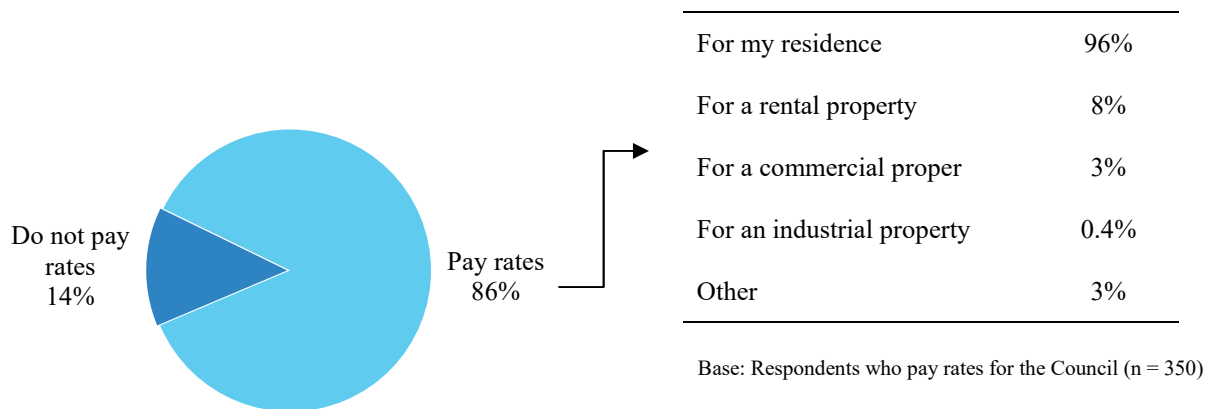 Do not pay
rates
14%
Pay rates
86%
For my residence 96%
For a rental property 8%
For a commercial proper 3%
For an industrial property 0.4%
Other 3%
Base: Respondents who pay rates for the Council (n = 350)